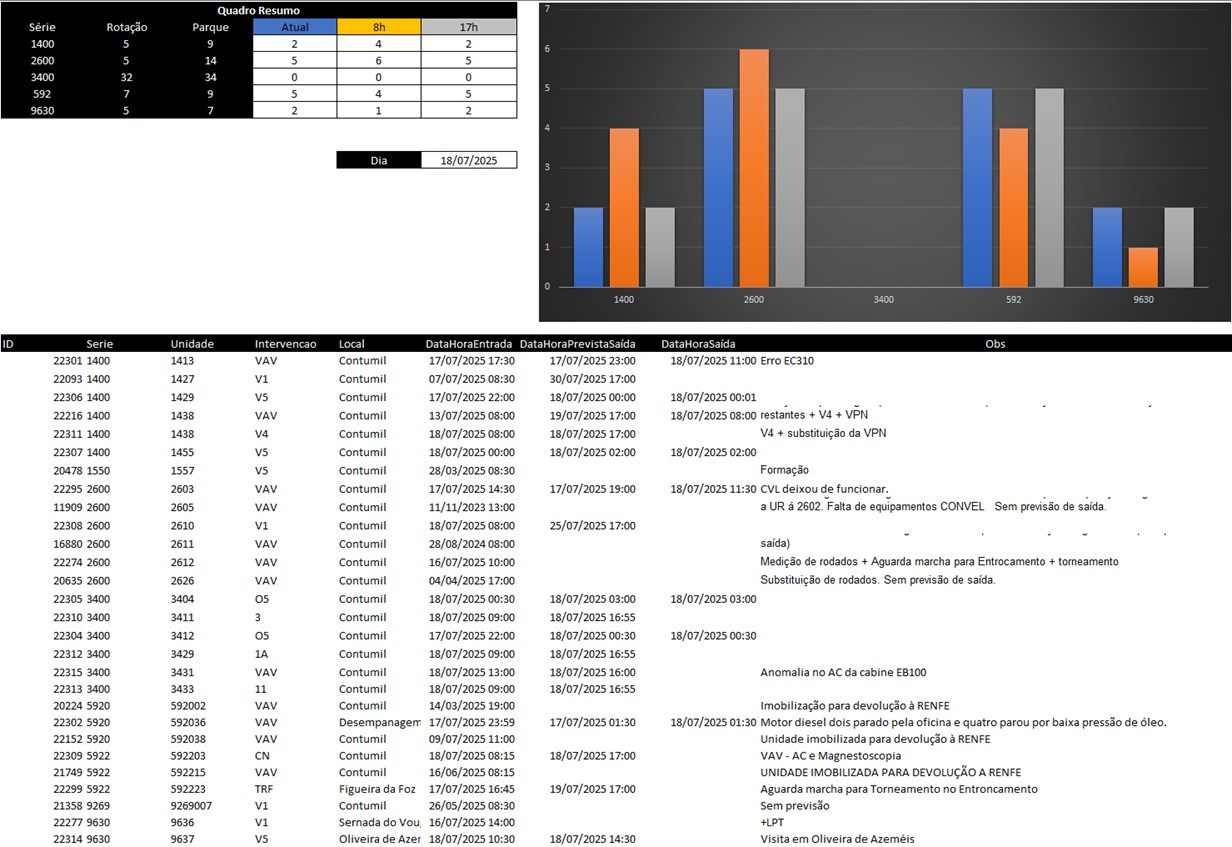 Quadro Resumo
Série Rotação Parque Atual 8h 17h
1400 5 9 2 4 2
2600 5 14 5 6 5
3400 32 34 0 0 0
592 7 9 5 4 5
9630 5 7 2 1 2
Dia 18/07/2025
7
6
5
4
3
2
1
0
1400 2600 3400 592 9630
ID Serie Unidade Intervencao Local DataHoraEntrada DataHoraPrevistaSaída DataHoraSaída Obs
22301 1400 1413 VAV Contumil 17/07/2025 17:30 17/07/2025 23:00 18/07/2025 11:00 Erro EC310
22093 1400 1427 V1 Contumil 07/07/2025 08:30 30/07/2025 17:00
22306 1400 1429 V5 Contumil 17/07/2025 22:00 18/07/2025 00:00 18/07/2025 00:01
22216 1400 1438 VAV Contumil 13/07/2025 08:00 19/07/2025 17:00 18/07/2025 08:00 restantes + V4 + VPN
22311 1400 1438 V4 Contumil 18/07/2025 08:00 18/07/2025 17:00 V4 + substituição da VPN
22307 1400 1455 V5 Contumil 18/07/2025 00:00 18/07/2025 02:00 18/07/2025 02:00
20478 1550 1557 V5 Contumil 28/03/2025 08:30 Formação
22295 2600 2603 VAV Contumil 17/07/2025 14:30 17/07/2025 19:00 18/07/2025 11:30 CVL deixou de funcionar.
11909 2600 2605 VAV Contumil 11/11/2023 13:00 a UR á 2602. Falta de equipamentos CONVEL Sem previsão de saída.
22308 2600 2610 V1 Contumil 18/07/2025 08:00 25/07/2025 17:00
16880 2600 2611 VAV Contumil 28/08/2024 08:00 saída)
22274 2600 2612 VAV Contumil 16/07/2025 10:00 Medição de rodados + Aguarda marcha para Entrocamento + torneamento
20635 2600 2626 VAV Contumil 04/04/2025 17:00 Substituição de rodados. Sem previsão de saída.
22305 3400 3404 O5 Contumil 18/07/2025 00:30 18/07/2025 03:00 18/07/2025 03:00
22310 3400 3411 3 Contumil 18/07/2025 09:00 18/07/2025 16:55
22304 3400 3412 O5 Contumil 17/07/2025 22:00 18/07/2025 00:30 18/07/2025 00:30
22312 3400 3429 1A Contumil 18/07/2025 09:00 18/07/2025 16:55
22315 3400 3431 VAV Contumil 18/07/2025 13:00 18/07/2025 16:00 Anomalia no AC da cabine EB100
22313 3400 3433 11 Contumil 18/07/2025 09:00 18/07/2025 16:55
20224 5920 592002 VAV Contumil 14/03/2025 19:00 Imobilização para devolução à RENFE
22302 5920 592036 VAV Desempanagem 17/07/2025 23:59 17/07/2025 01:30 18/07/2025 01:30 Motor diesel dois parado pela oficina e quatro parou por baixa pressão de óleo.
22152 5920 592038 VAV Contumil 09/07/2025 11:00 Unidade imobilizada para devolução à RENFE
22309 5922 592203 CN Contumil 18/07/2025 08:15 18/07/2025 17:00 VAV - AC e Magnestoscopia
21749 5922 592215 VAV Contumil 16/06/2025 08:15 UNIDADE IMOBILIZADA PARA DEVOLUÇÃO A RENFE
22299 5922 592223 TRF Figueira da Foz 17/07/2025 16:45 19/07/2025 17:00 Aguarda marcha para Torneamento no Entroncamento
21358 9269 9269007 V1 Contumil 26/05/2025 08:30 Sem previsão
22277 9630 9636 V1 Sernada do Vou 16/07/2025 14:00 +LPT
22314 9630 9637 V5 Oliveira de Azer 18/07/2025 10:30 18/07/2025 14:30 Visita em Oliveira de Azeméis